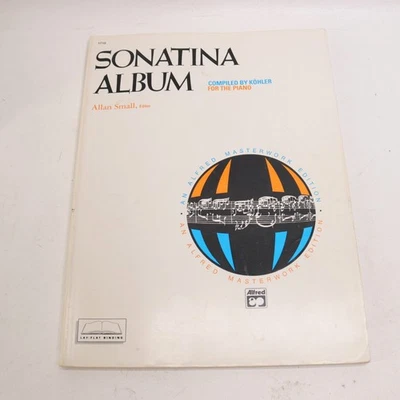 SONATINA
ALBUM
COMPILED BY KÖHLER
FOR THE PIANO
Allan Small, Editor
AN ALFRED MASTERWORK EDITION
AN ALFRED MASTERWORK EDITION
Alfred
LAY-FLAT BINDING